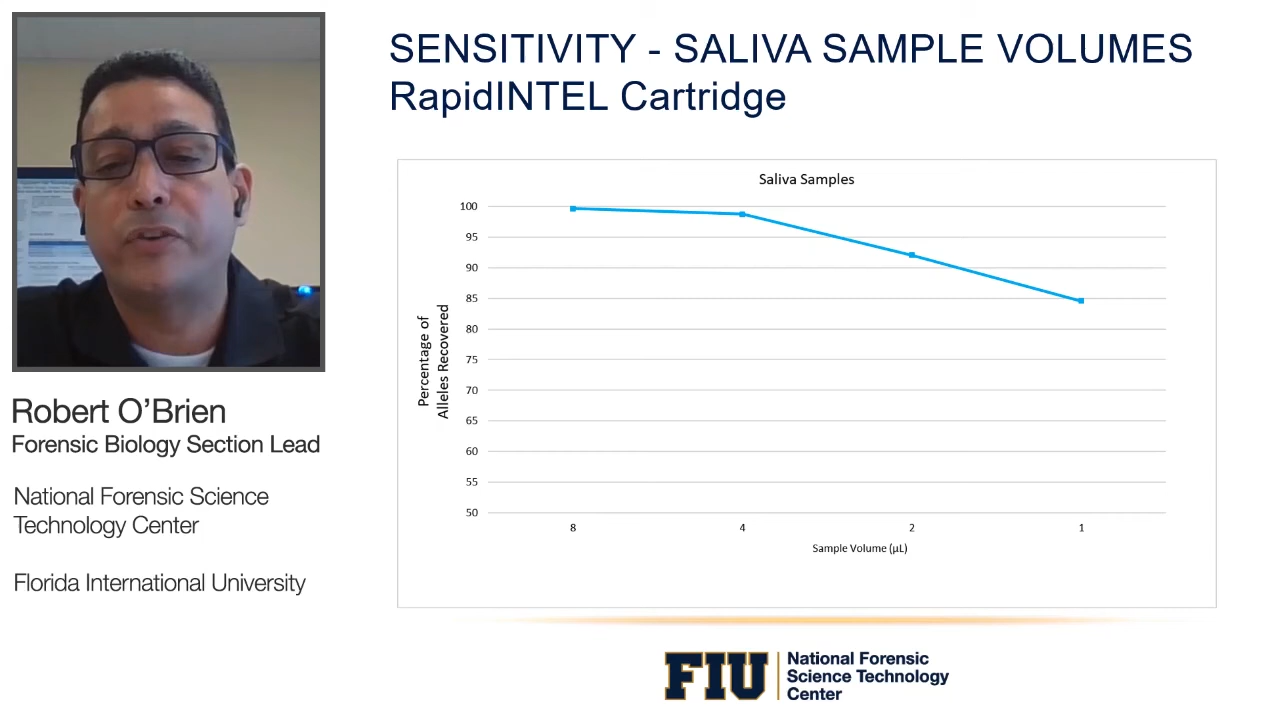 SENSITIVITY - SALIVA SAMPLE VOLUMES
RapidINTEL Cartridge
Robert O’Brien
Forensic Biology Section Lead
National Forensic Science
Technology Center
Florida International University
Saliva Samples
Percentage of
Alleles Recovered
100
95
90
85
80
75
70
65
60
55
50
8 4 2 1
Sample Volume (µL)
FIU
National Forensic
Science Technology
Center